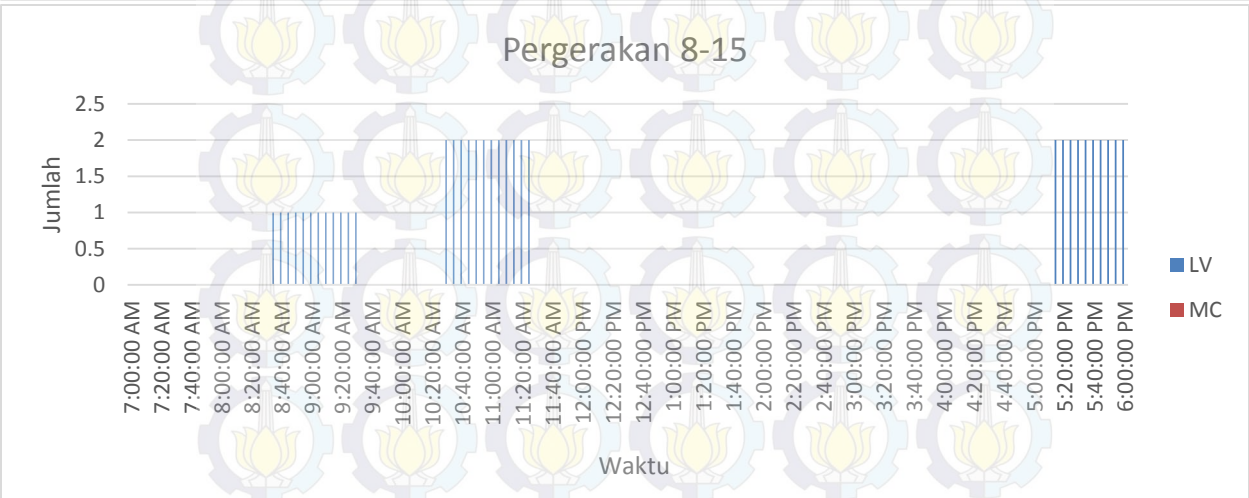 Pergerakan 8-15
Jumlah
2.5
2
1.5
1
0.5
0
7:00:00 AM
7:20:00 AM
7:40:00 AM
8:00:00 AM
8:20:00 AM
8:40:00 AM
9:00:00 AM
9:20:00 AM
9:40:00 AM
10:00:00 AM
10:20:00 AM
10:40:00 AM
11:00:00 AM
11:20:00 AM
11:40:00 AM
12:00:00 PM
12:20:00 PM
12:40:00 PM
1:00:00 PM
1:20:00 PM
1:40:00 PM
2:00:00 PM
2:20:00 PM
2:40:00 PM
3:00:00 PM
3:20:00 PM
3:40:00 PM
4:00:00 PM
4:20:00 PM
4:40:00 PM
5:00:00 PM
5:20:00 PM
5:40:00 PM
6:00:00 PM
Waktu
LV
MC